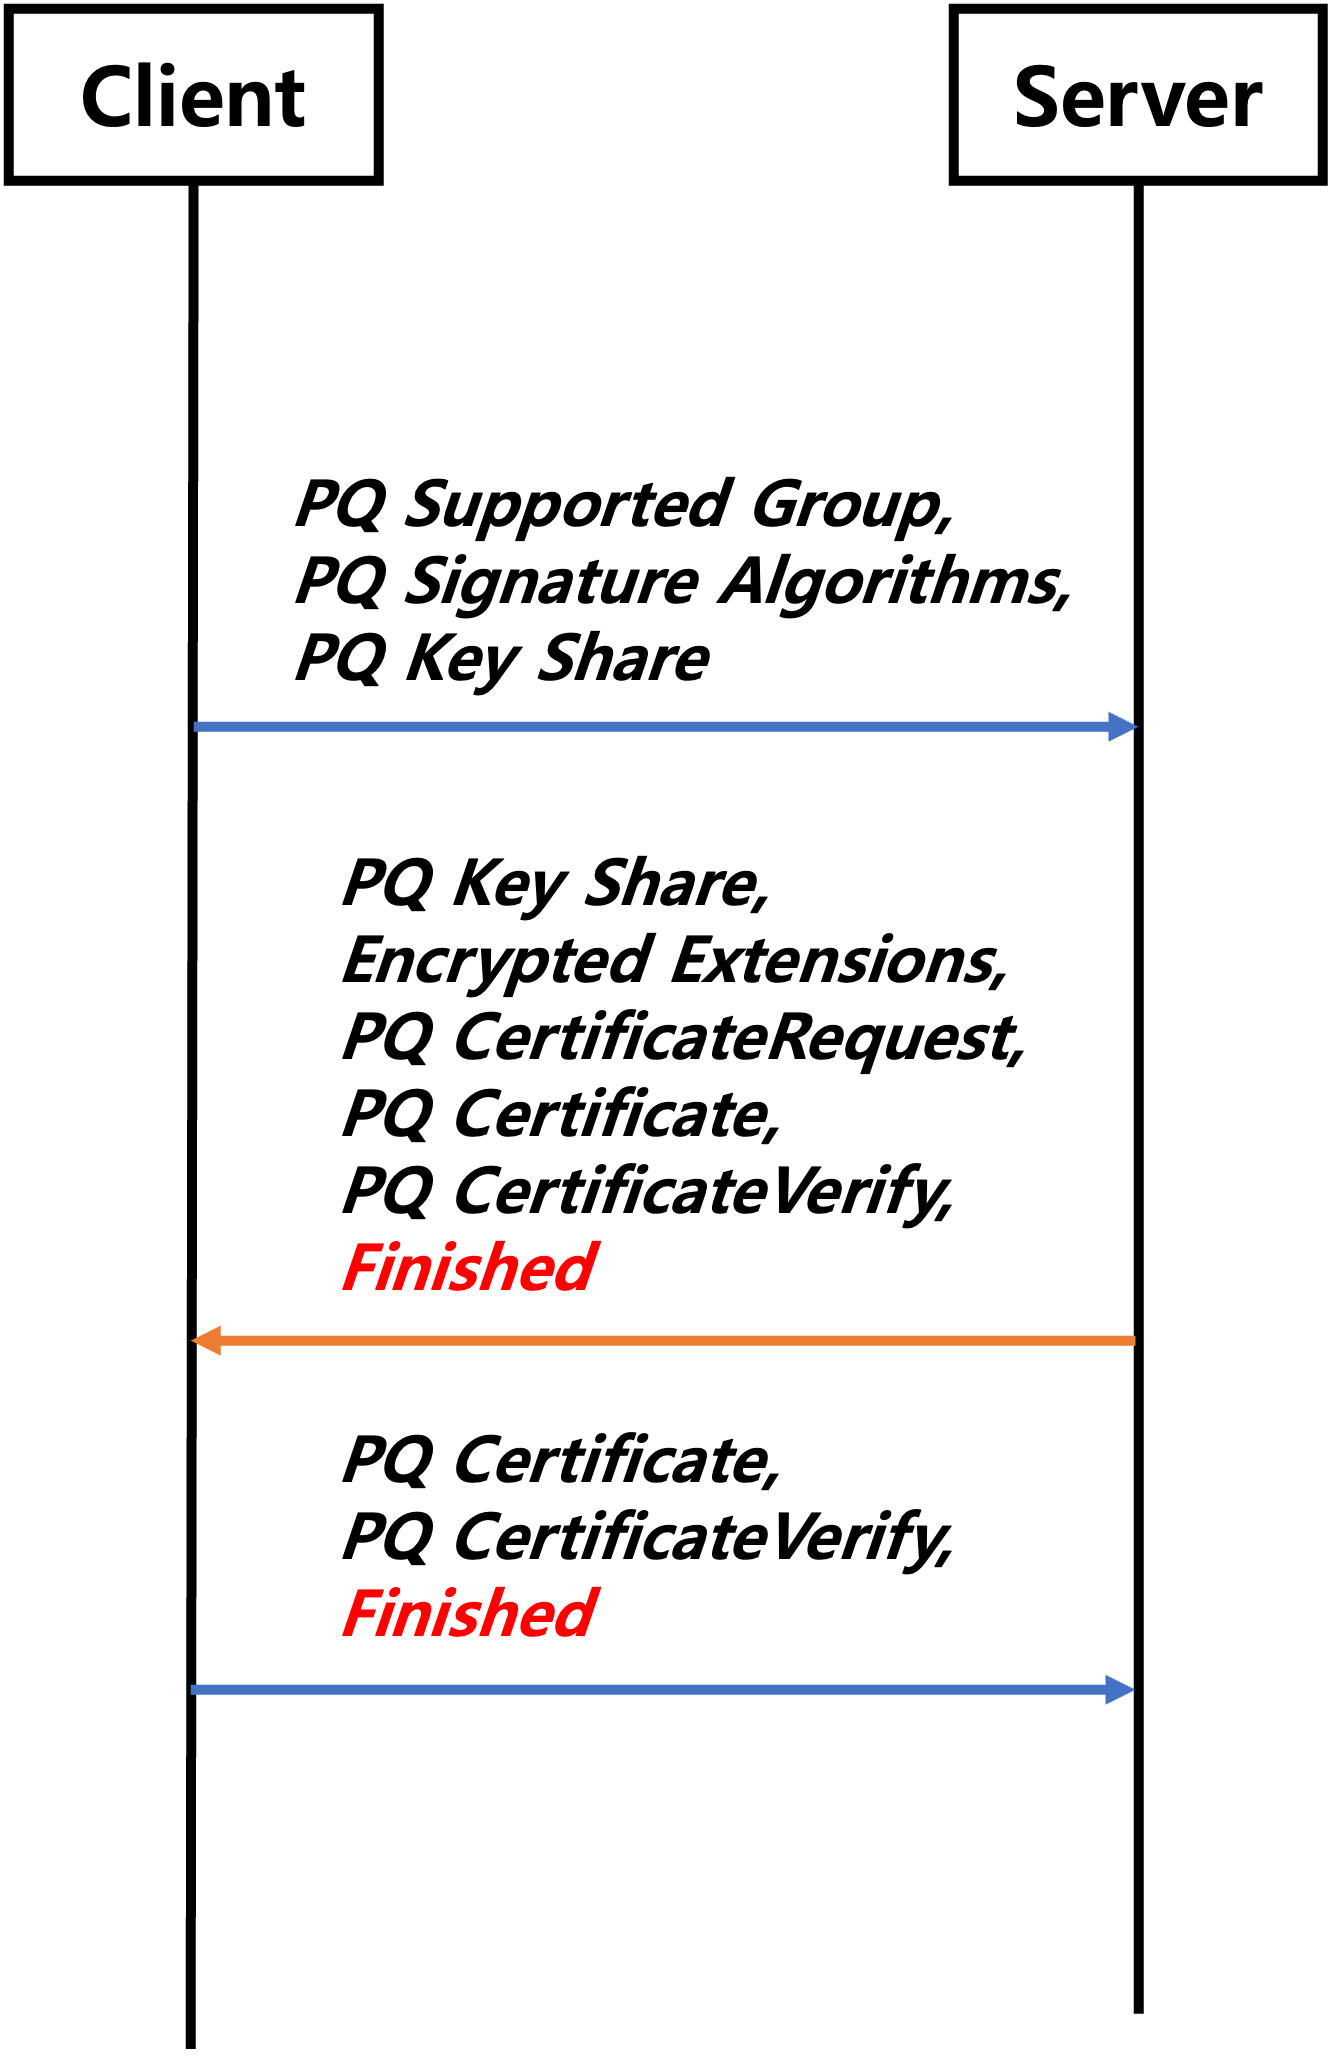 Client
Server
PQ Supported Group,
PQ Signature Algorithms,
PQ Key Share
PQ Key Share,
Encrypted Extensions,
PQ CertificateRequest,
PQ Certificate,
PQ CertificateVerify,
Finished
PQ Certificate,
PQ CertificateVerify,
Finished